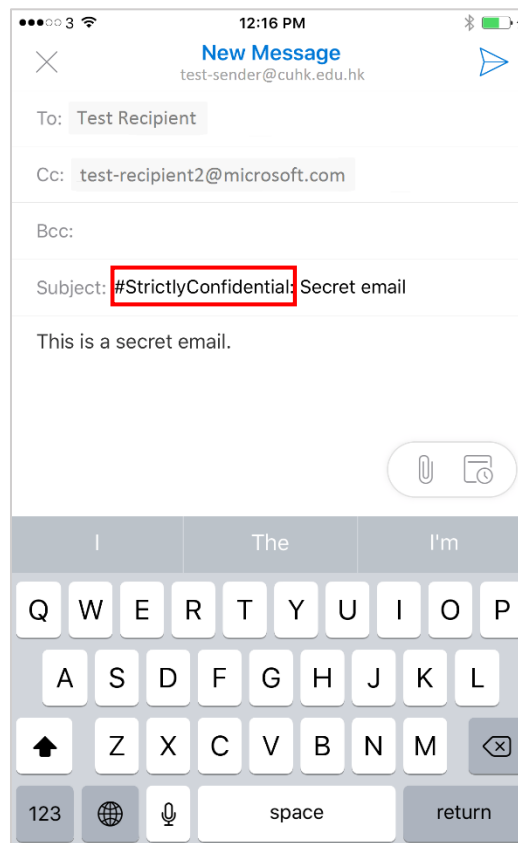 3 12:16 PM
New Message
test-sender@cuhk.edu.hk
To: Test Recipient
Cc: test-recipient2@microsoft.com
Bcc:
Subject: #StrictlyConfidential: Secret email
This is a secret email.
I The I'm
Q W E R T Y U I O P
A S D F G H J K L
Z X C V B N M
123 space return